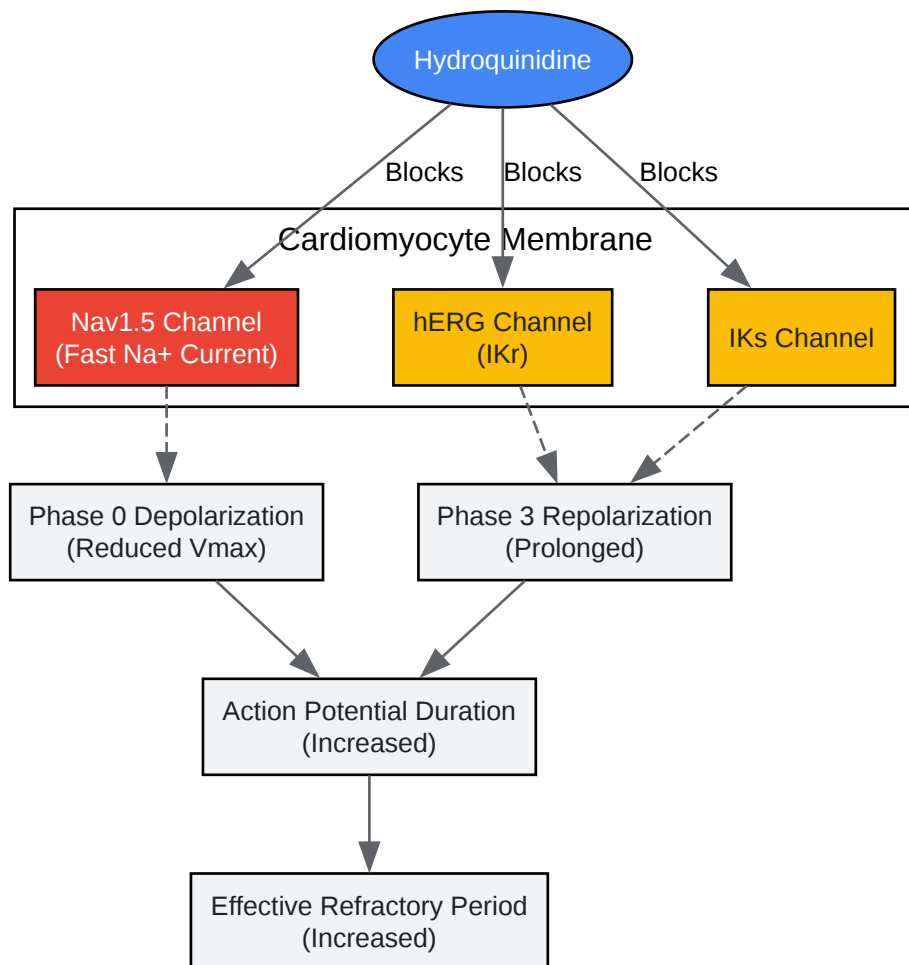 Hydroquinidine
Blocks
Blocks
Blocks
Cardiomyocyte Membrane
Nav1.5 Channel
(Fast Na+ Current)
hERG Channel
(IKr)
IKs Channel
Phase 0 Depolarization
(Reduced Vmax)
Phase 3 Repolarization
(Prolonged)
Action Potential Duration
(Increased)
Effective Refractory Period
(Increased)